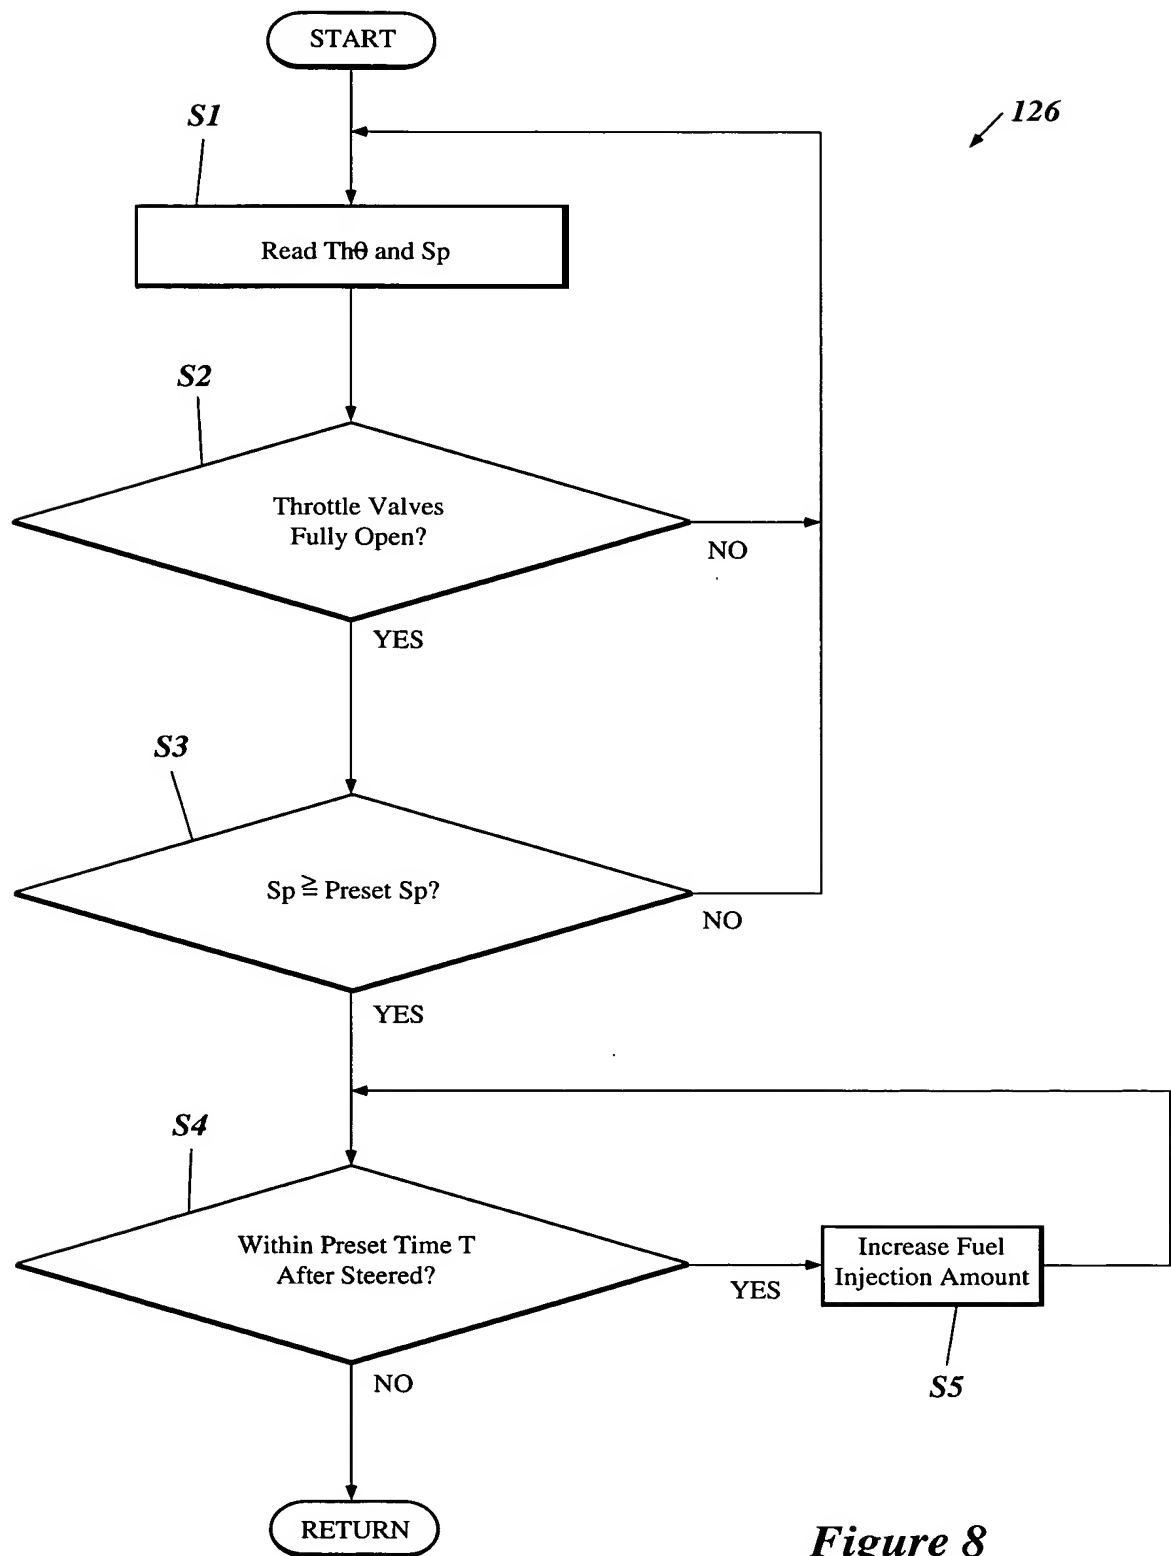 START
S1
126
Read Thθ and Sp
S2
Throttle Valves
Fully Open?
NO
YES
S3
Sp ≧ Preset Sp?
NO
YES
S4
Within Preset Time T
After Steered?
YES
Increase Fuel
Injection Amount
S5
NO
RETURN
Figure 8